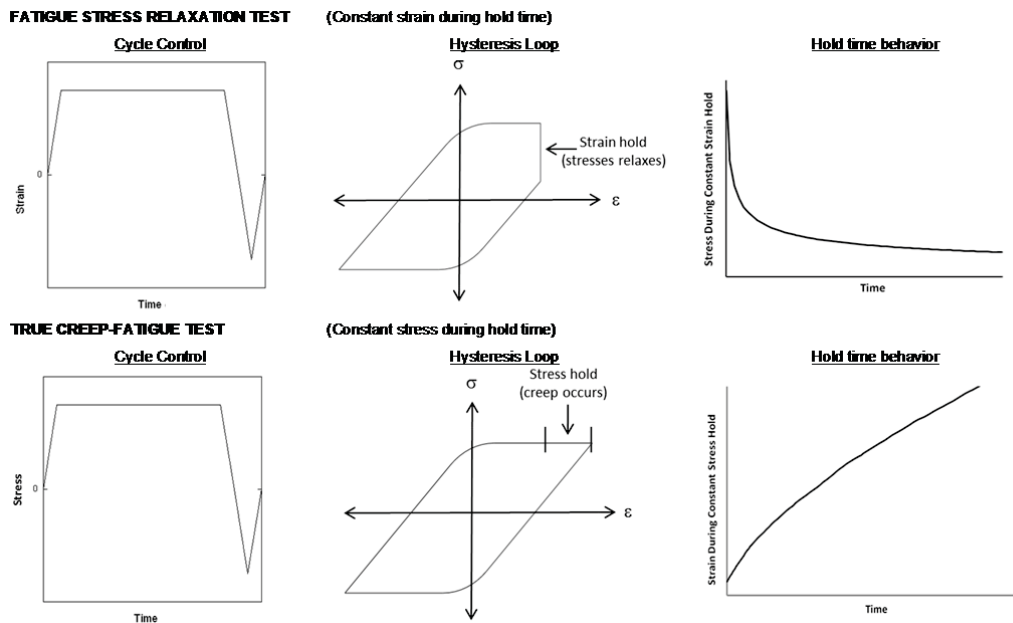 FATIGUE STRESS RELAXATION TEST (Constant strain during hold time)
Cycle Control
Hysteresis Loop
Hold time behavior
σ
0
Strain
Time
Strain hold
(stresses relaxes)
ε
Stress During Constant Strain Hold
Time
TRUE CREEP-FATIGUE TEST (Constant stress during hold time)
Cycle Control
Hysteresis Loop
Hold time behavior
Stress hold
(creep occurs)
σ
0
Stress
Time
ε
Strain During Constant Stress Hold
Time